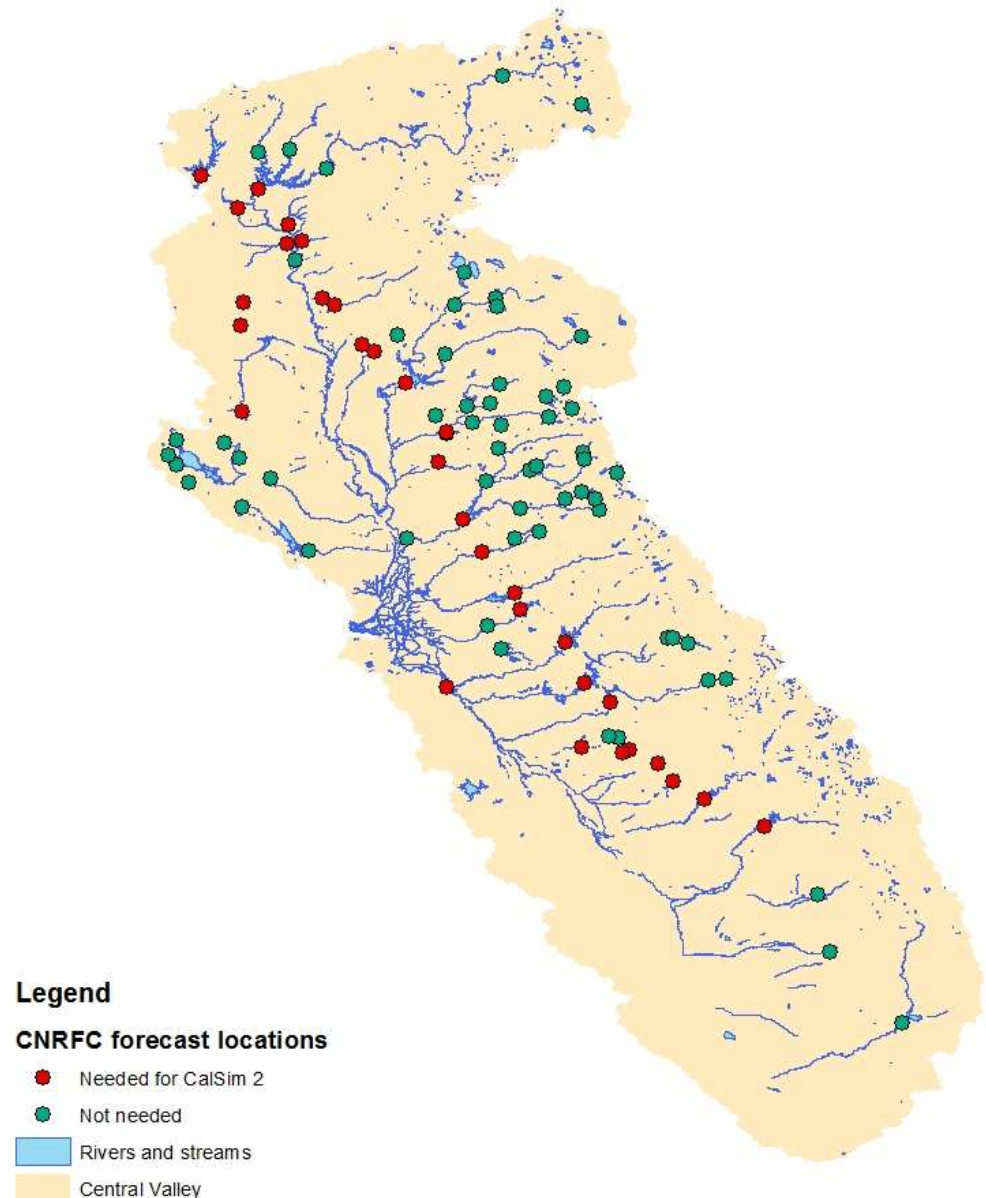 Legend
CNRFC forecast locations
Needed for CalSim 2
Not needed
Rivers and streams
Central Valley